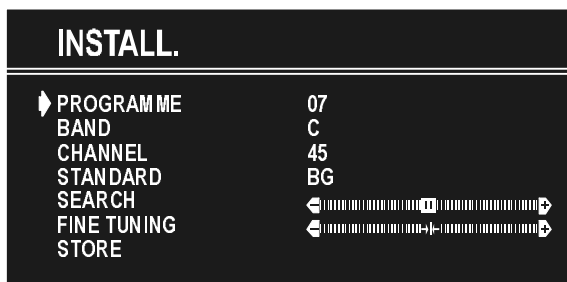 INSTALL.
PROGRAMME 07
BAND C
CHANNEL 45
STANDARD BG
SEARCH
FINE TUNING
STORE